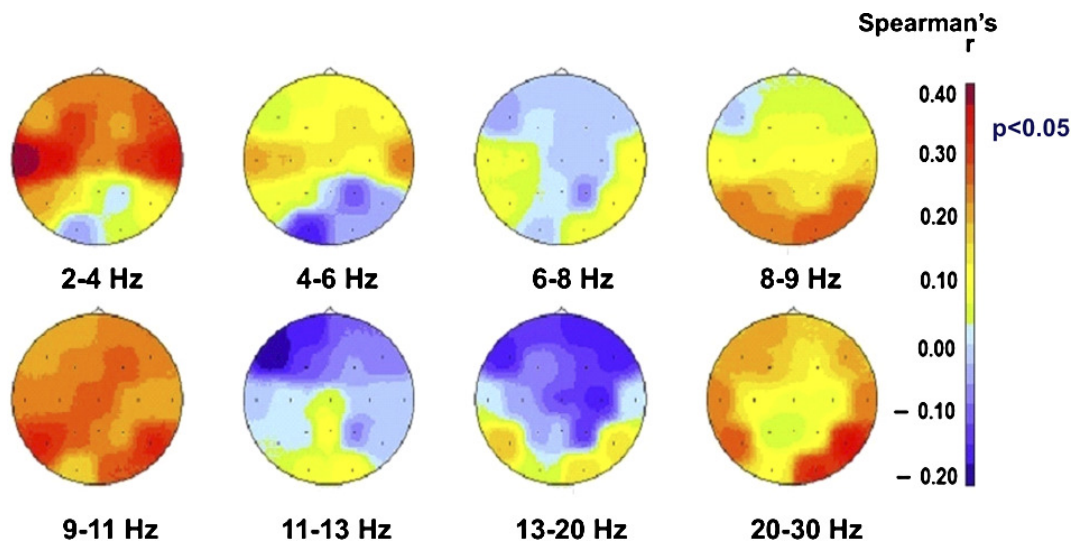 Spearman's
r
0.40
p<0.05
0.30
0.20
0.10
0.00
– 0.10
– 0.20
2-4 Hz 4-6 Hz 6-8 Hz 8-9 Hz
9-11 Hz 11-13 Hz 13-20 Hz 20-30 Hz